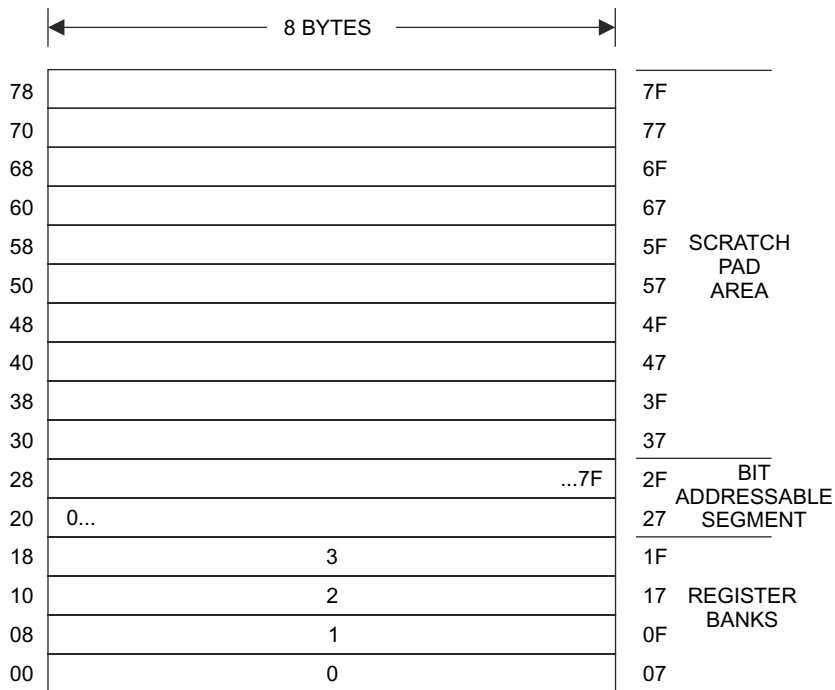 8 BYTES
78 7F
70 77
68 6F
60 67
58 5F SCRATCH
PAD
50 57 AREA
48 4F
40 47
38 3F
30 37
28 ...7F 2F BIT
ADDRESSABLE
20 0... 27 SEGMENT
18 3 1F
10 2 17 REGISTER
BANKS
08 1 0F
00 0 07